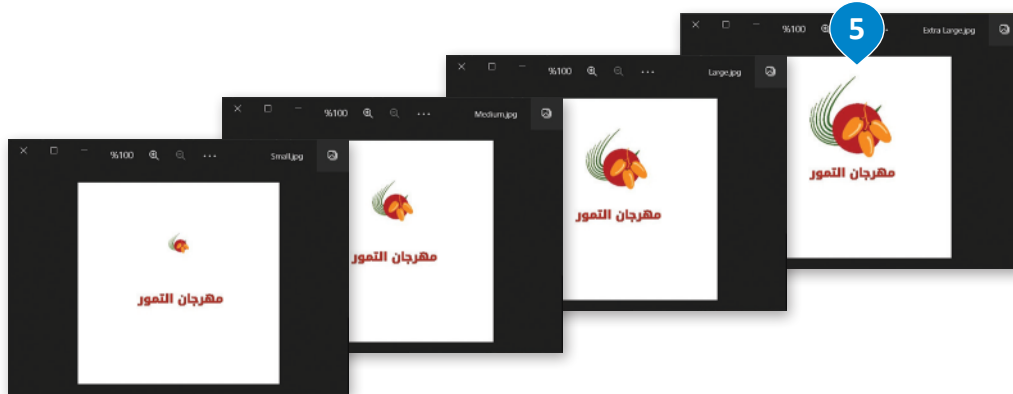 5
%100 ... Extra Large.jpg
مهرجان التمور
%100 ... Large.jpg
مهرجان التمور
%100 ... Medium.jpg
مهرجان التمور
%100 ... Small.jpg
مهرجان التمور